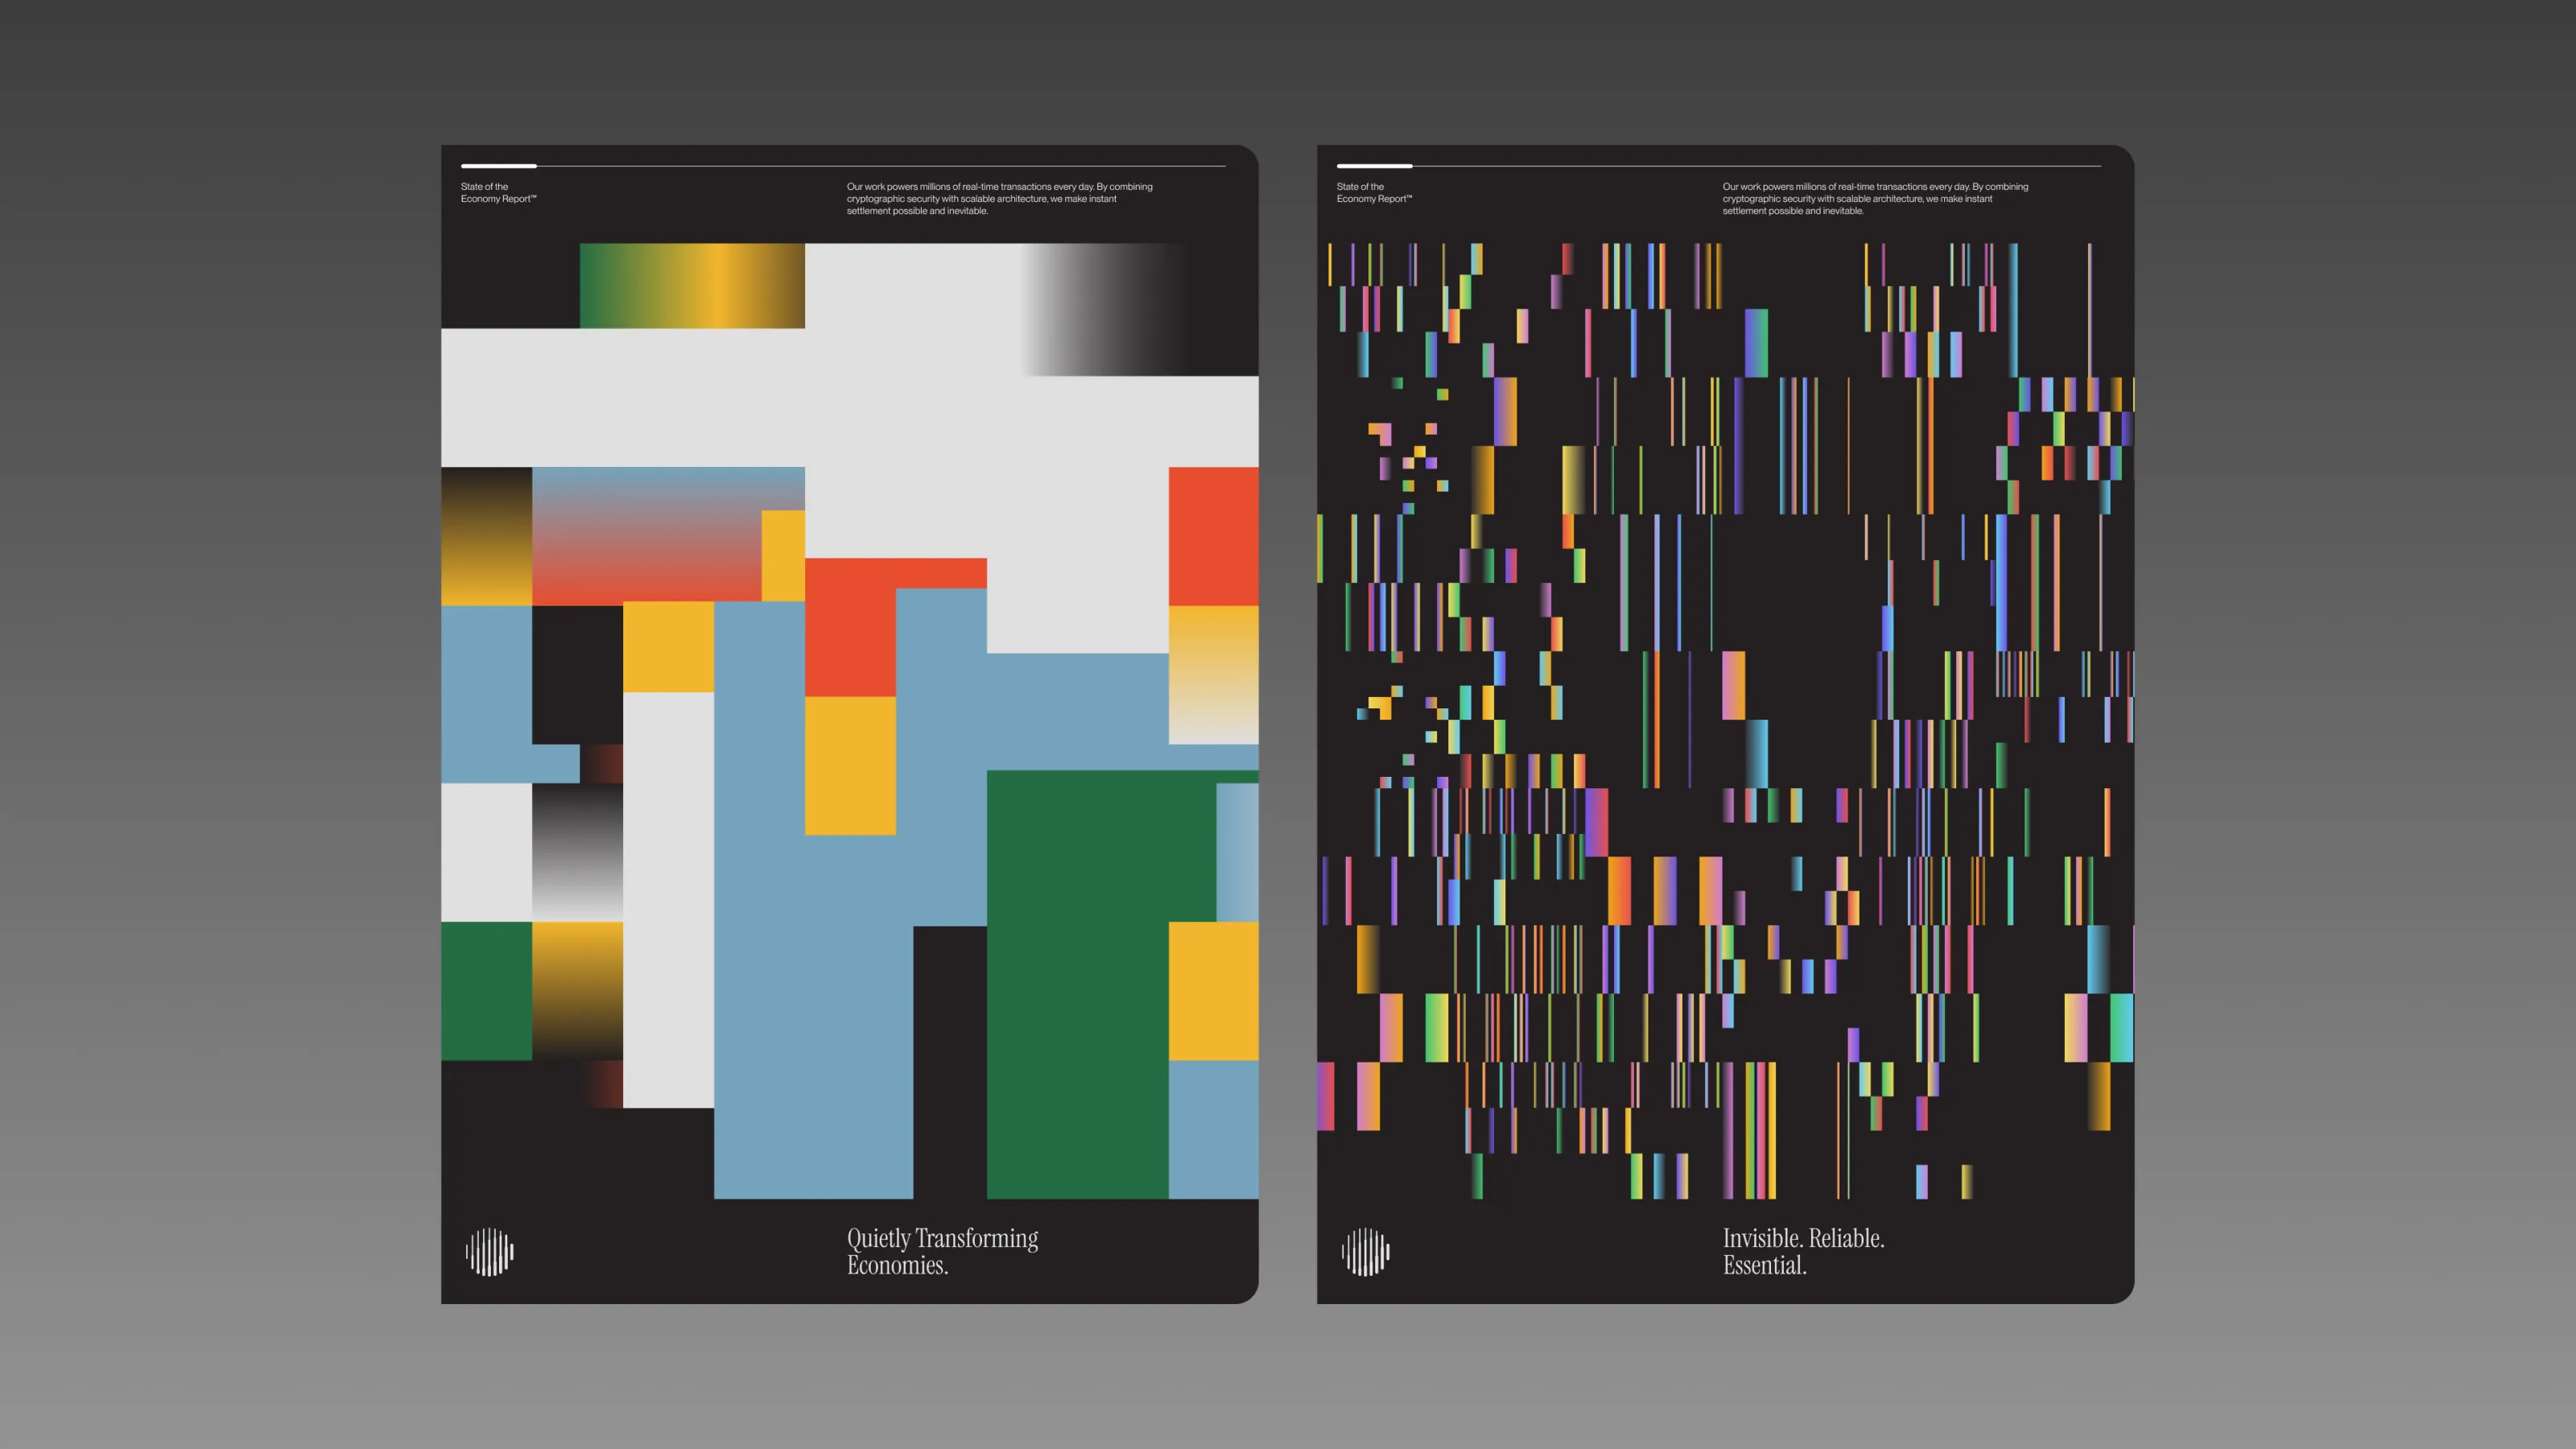 State of the
Economy Report™
Our work powers millions of real-time transactions every day. By combining
cryptographic security with scalable architecture, we make instant
settlement possible and inevitable.
Quietly Transforming
Economies.
State of the
Economy Report™
Our work powers millions of real-time transactions every day. By combining
cryptographic security with scalable architecture, we make instant
settlement possible and inevitable.
Invisible. Reliable.
Essential.